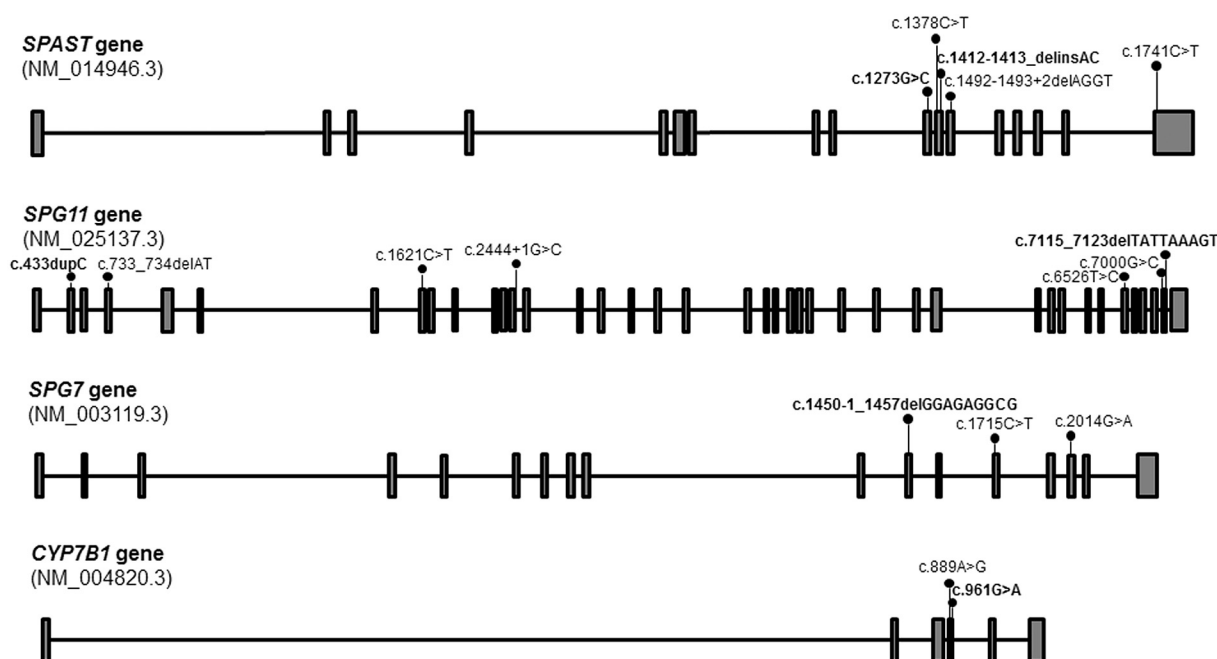 SPAST gene
(NM_014946.3)
c.1378C>T
c.1412-1413_delinsAC
c.1273G>C
c.1492-1493+2delAGGT
c.1741C>T
SPG11 gene
(NM_025137.3)
c.433dupC
c.733_734delAT
c.1621C>T
c.2444+1G>C
c.7115_7123delTATTAAAGT
c.7000G>C
c.6526T>C
SPG7 gene
(NM_003119.3)
c.1450-1_1457delGGAGAGGCG
c.1715C>T
c.2014G>A
CYP7B1 gene
(NM_004820.3)
c.889A>G
c.961G>A